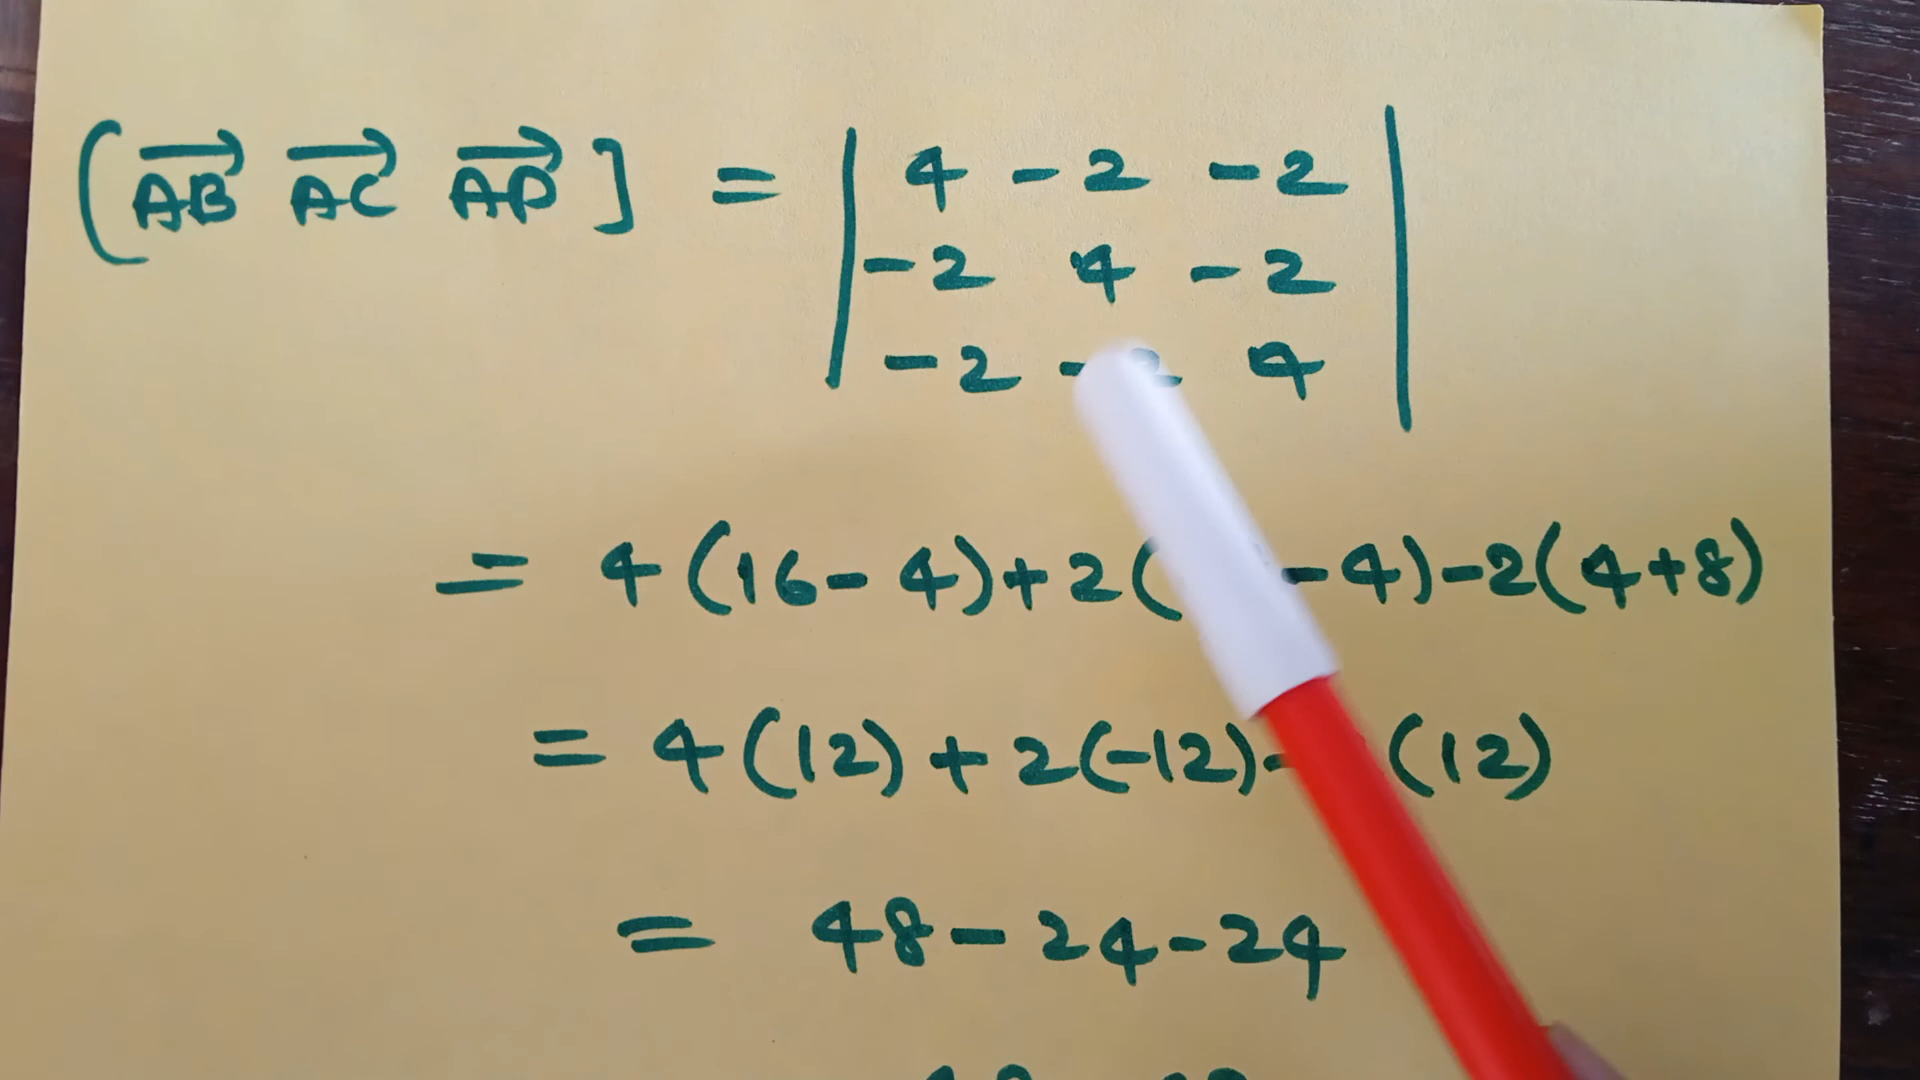 (AB AC AD] = | 4 -2 -2 |
-2 4 -2
-2 -2 4
= 4(16-4)+2( -4)-2(4+8)
= 4(12)+2(-12)- (12)
= 48-24-24